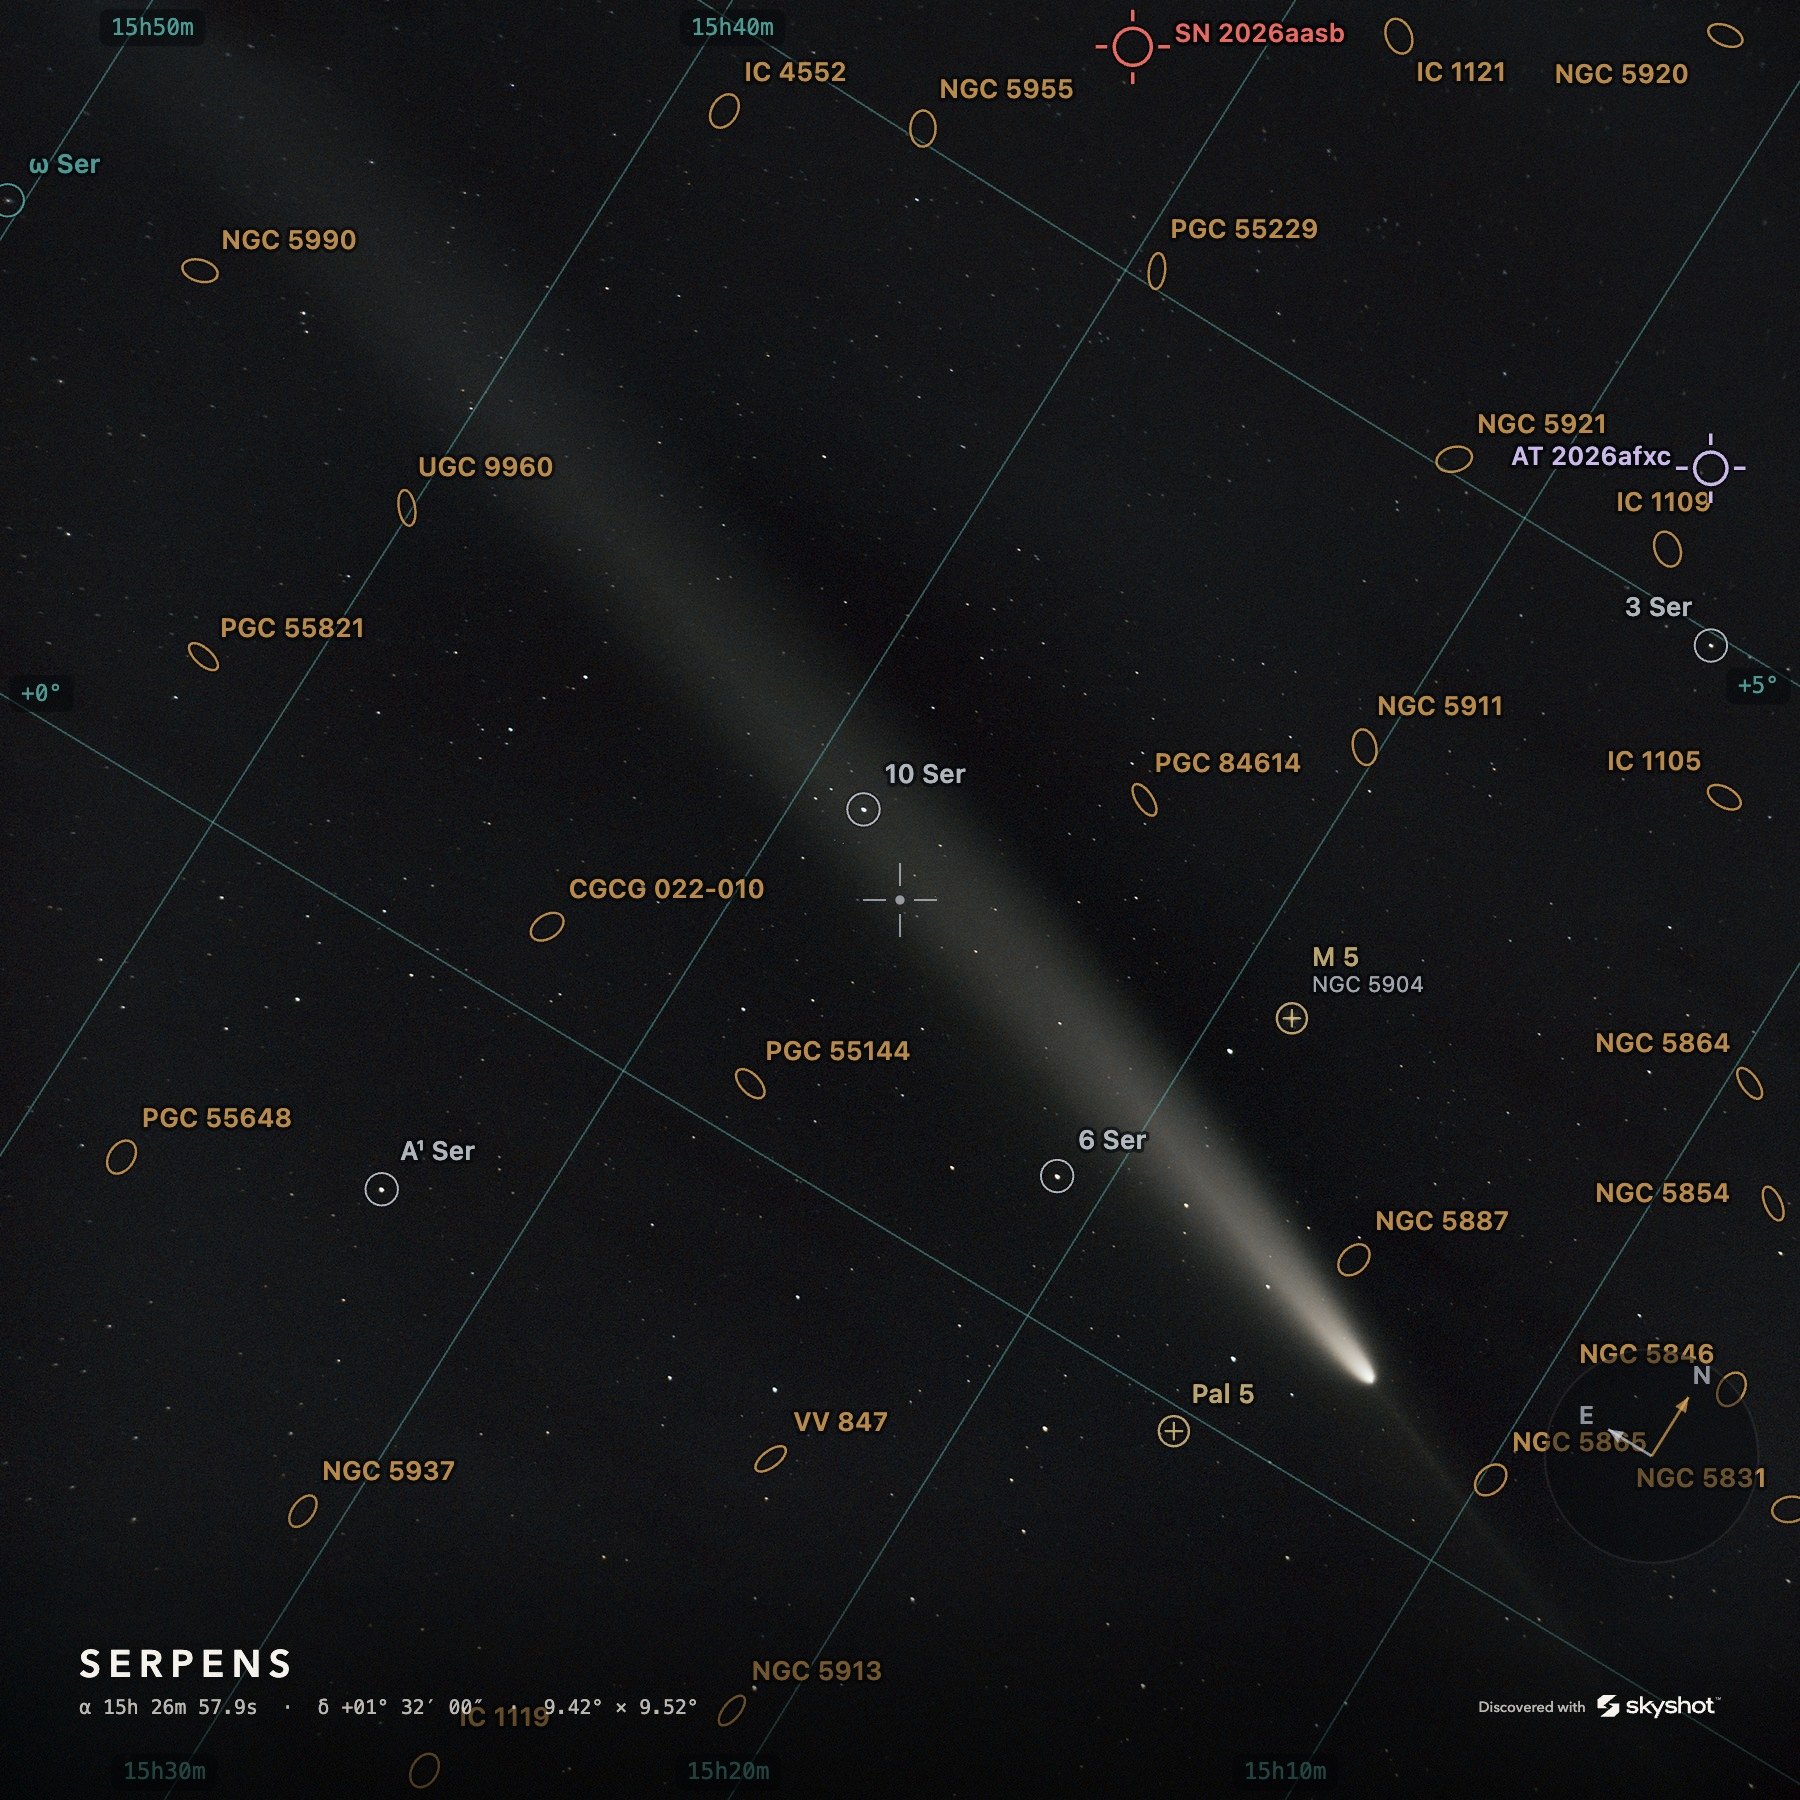 15h50m
15h40m
SN 2026aasb
IC 4552
NGC 5955
IC 1121
NGC 5920
ω Ser
NGC 5990
PGC 55229
NGC 5921
AT 2026afxc
UGC 9960
IC 1109
3 Ser
PGC 55821
+0°
+5°
NGC 5911
10 Ser
PGC 84614
IC 1105
CGCG 022-010
M 5
NGC 5904
NGC 5864
PGC 55144
PGC 55648
A¹ Ser
6 Ser
NGC 5854
NGC 5887
NGC 5846
N
Pal 5
E
VV 847
NGC 5865
NGC 5937
NGC 5831
SERPENS
NGC 5913
α 15h 26m 57.9s · δ +01° 32′ 00″ · 9.42° × 9.52°
IC 1119
Discovered with skyshot™
15h30m
15h20m
15h10m